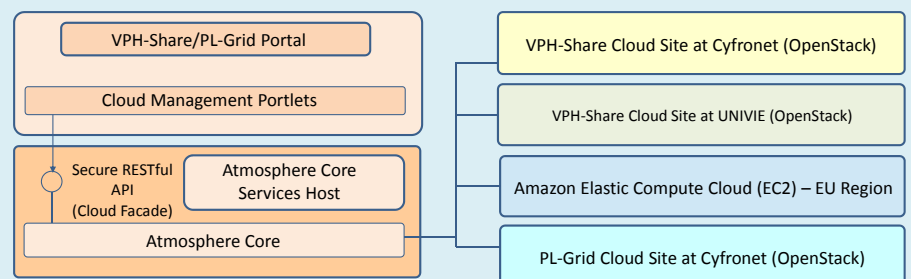 VPH-Share/PL-Grid Portal
Cloud Management Portlets
Secure RESTful
API
(Cloud Facade)
Atmosphere Core
Services Host
Atmosphere Core
VPH-Share Cloud Site at Cyfronet (OpenStack)
VPH-Share Cloud Site at UNIVIE (OpenStack)
Amazon Elastic Compute Cloud (EC2) – EU Region
PL-Grid Cloud Site at Cyfronet (OpenStack)